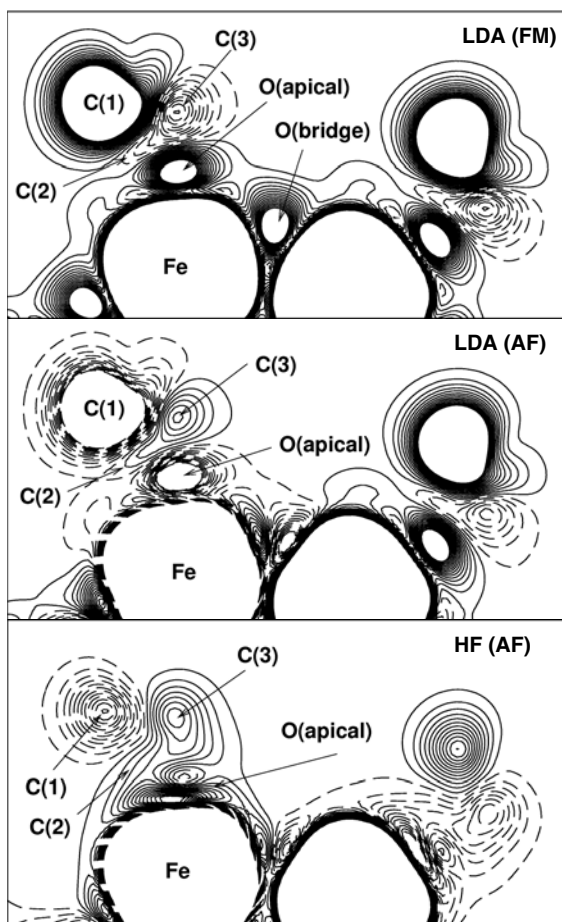 LDA (FM)
C(3)
C(1)
O(apical)
O(bridge)
C(2)
Fe
LDA (AF)
C(3)
C(1)
O(apical)
C(2)
Fe
HF (AF)
C(3)
O(apical)
C(1)
C(2)
Fe